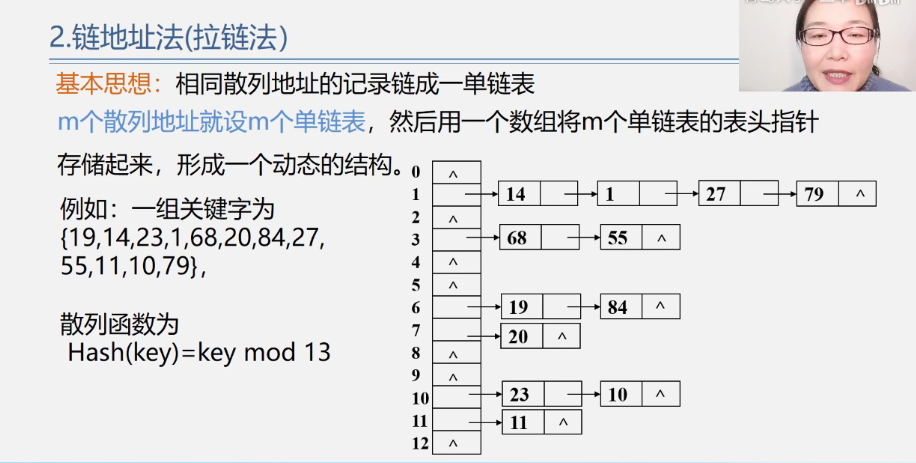 2.链地址法(拉链法)
基本思想：相同散列地址的记录链成一单链表
m个散列地址就设m个单链表，然后用一个数组将m个单链表的表头指针
存储起来，形成一个动态的结构。
例如：一组关键字为
{19,14,23,1,68,20,84,27,
55,11,10,79}，
散列函数为
Hash(key)=key mod 13
0 ^
1 14 1 27 79 ^
2 ^
3 68 55 ^
4 ^
5 ^
6 19 84 ^
7 20 ^
8 ^
9 ^
10 23 10 ^
11 11 ^
12 ^